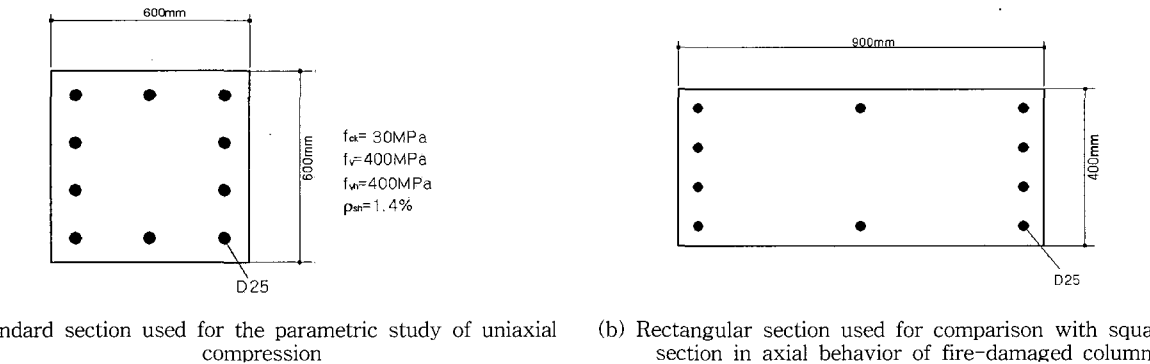 600mm
600mm
fck= 30MPa
fy=400MPa
fyh=400MPa
ρsh=1.4%
D25
900mm
400mm
D25
section used for the parametric study of uniaxial
compression
(b) Rectangular section used for comparison with
section in axial behavior of fire-damaged column